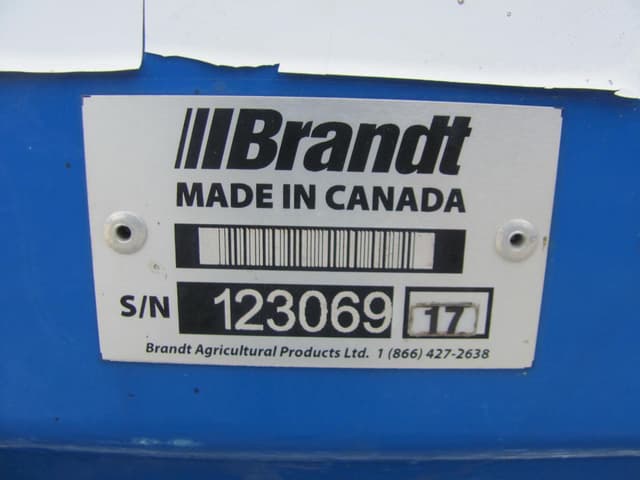 Brandt
MADE IN CANADA
S/N 123069 17
Brandt Agricultural Products Ltd. 1 (866) 427-2638